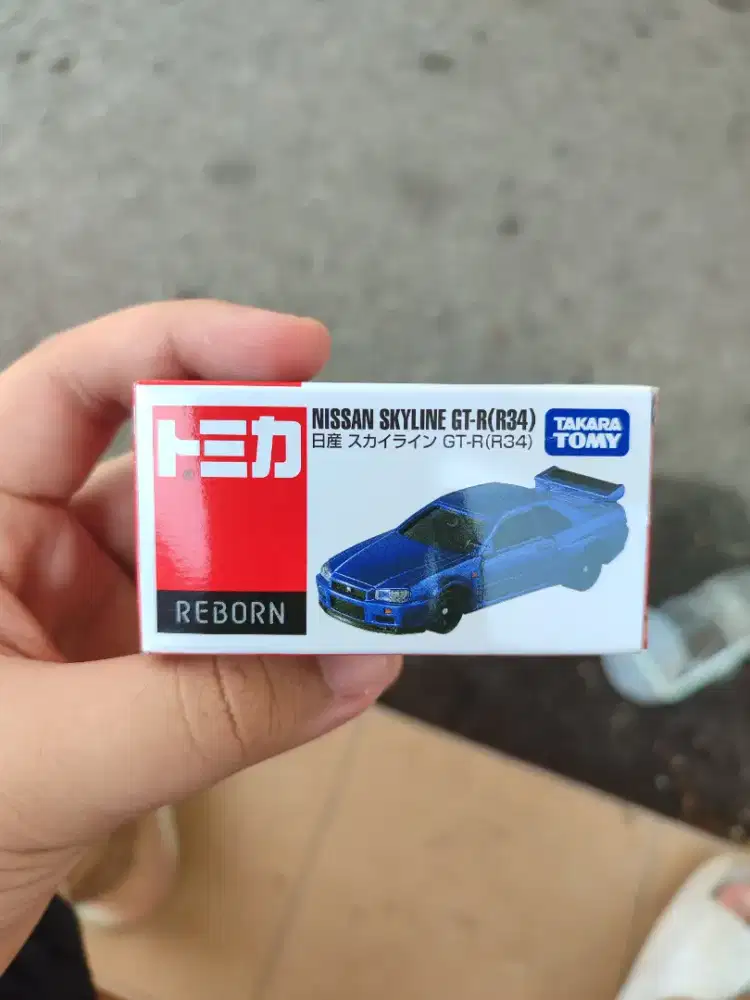 トミカ
REBORN
NISSAN SKYLINE GT-R(R34)
日産 スカイライン GT-R(R34)
TAKARA
TOMY